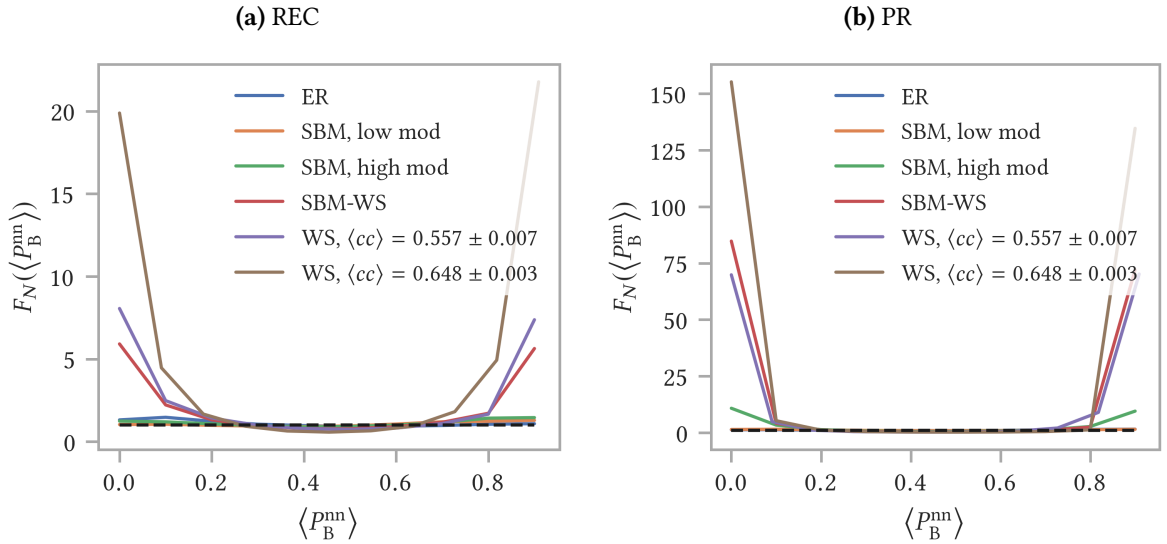 (a) REC
20
15
10
5
0
F_N(⟨P_B^nn⟩)
ER
SBM, low mod
SBM, high mod
SBM-WS
WS, ⟨cc⟩ = 0.557 ± 0.007
WS, ⟨cc⟩ = 0.648 ± 0.003
0.0 0.2 0.4 0.6 0.8
⟨P_B^nn⟩
(b) PR
150
125
100
75
50
25
0
F_N(⟨P_B^nn⟩)
ER
SBM, low mod
SBM, high mod
SBM-WS
WS, ⟨cc⟩ = 0.557 ± 0.007
WS, ⟨cc⟩ = 0.648 ± 0.003
0.0 0.2 0.4 0.6 0.8
⟨P_B^nn⟩